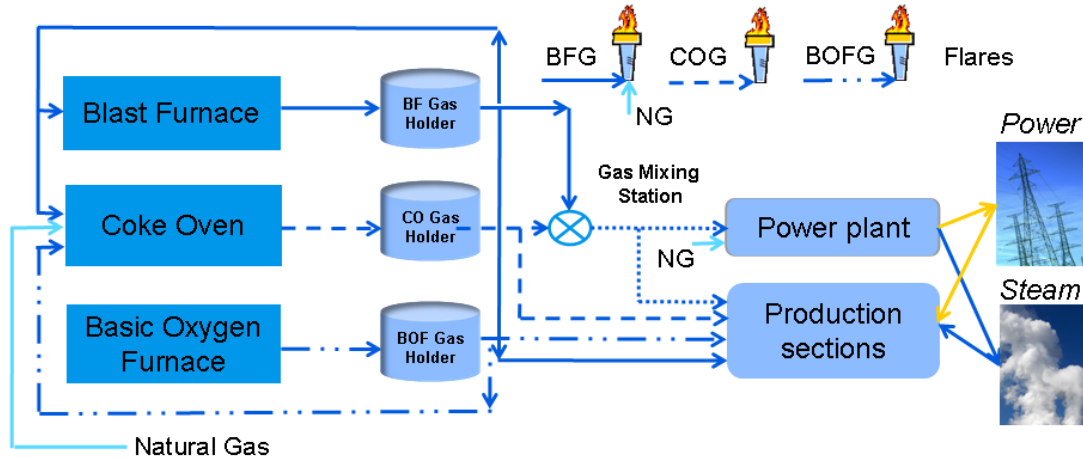 BFG
COG
BOFG
Flares
NG
Blast Furnace
BF Gas
Holder
Power
Gas Mixing
Station
Coke Oven
CO Gas
Holder
Power plant
NG
Steam
Basic Oxygen
Furnace
BOF Gas
Holder
Production
sections
Natural Gas